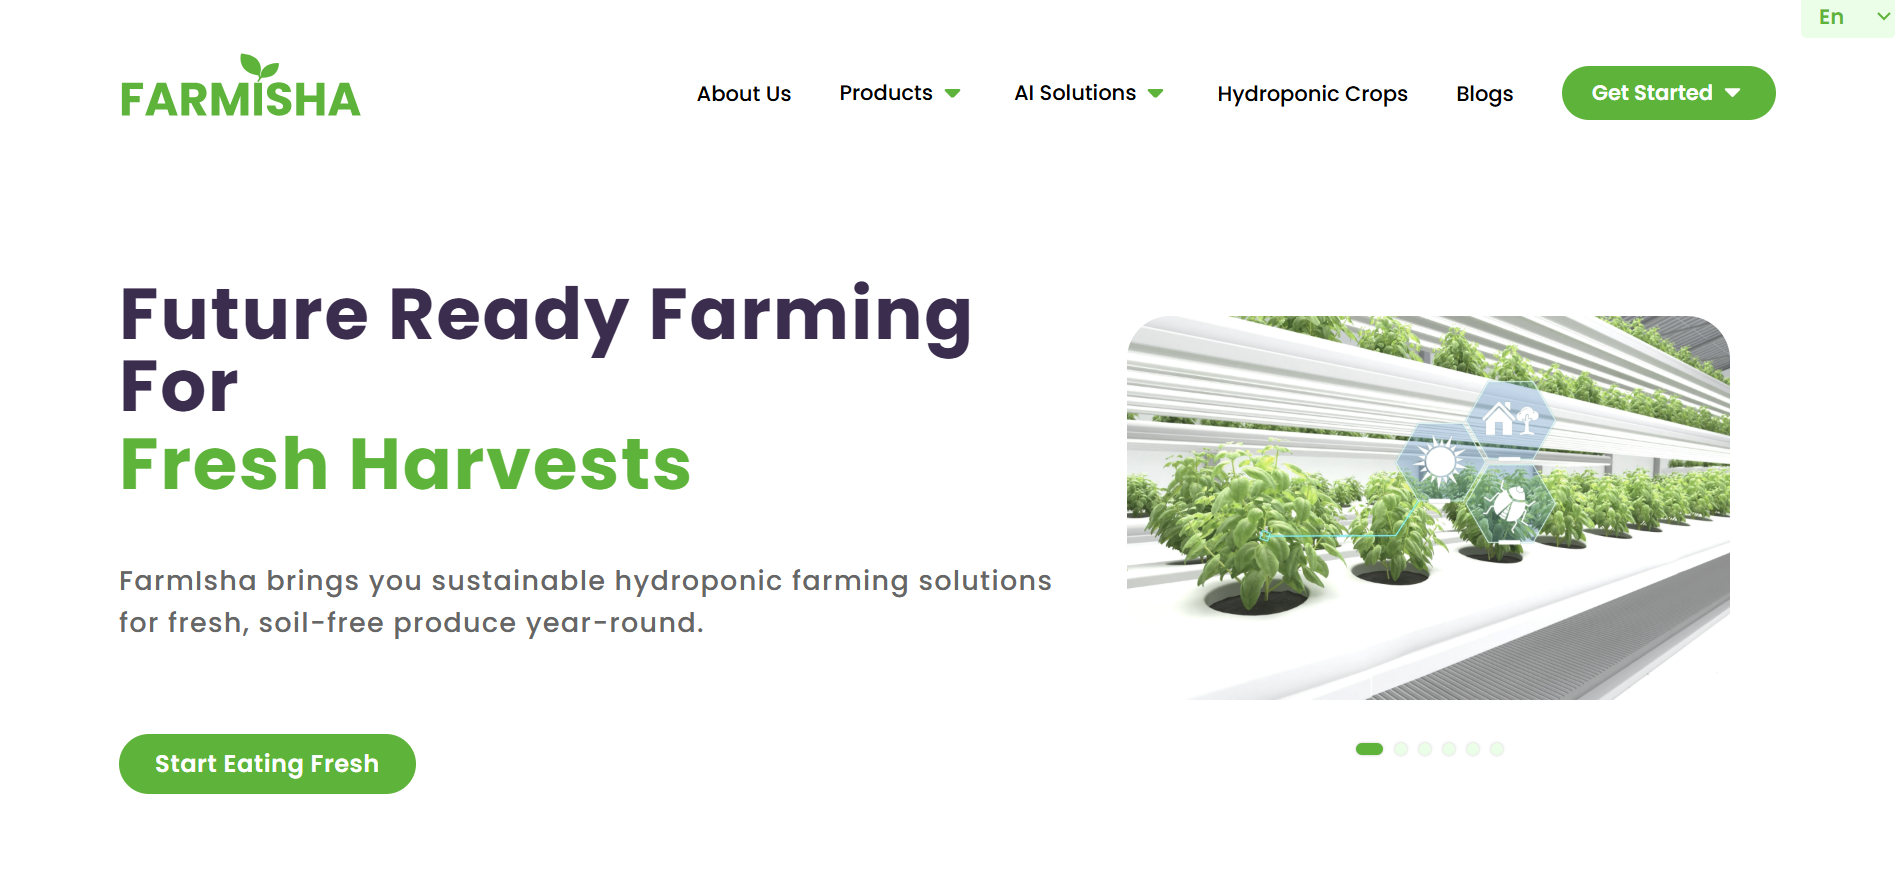 En
FARMISHA
About Us
Products
AI Solutions
Hydroponic Crops
Blogs
Get Started
Future Ready Farming
For
Fresh Harvests
FarmIsha brings you sustainable hydroponic farming solutions
for fresh, soil-free produce year-round.
Start Eating Fresh